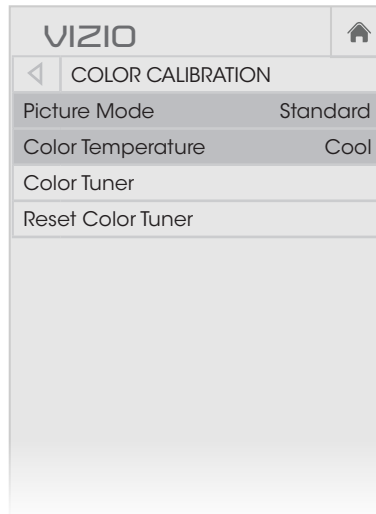 VIZIO
COLOR CALIBRATION
Picture Mode Standard
Color Temperature Cool
Color Tuner
Reset Color Tuner